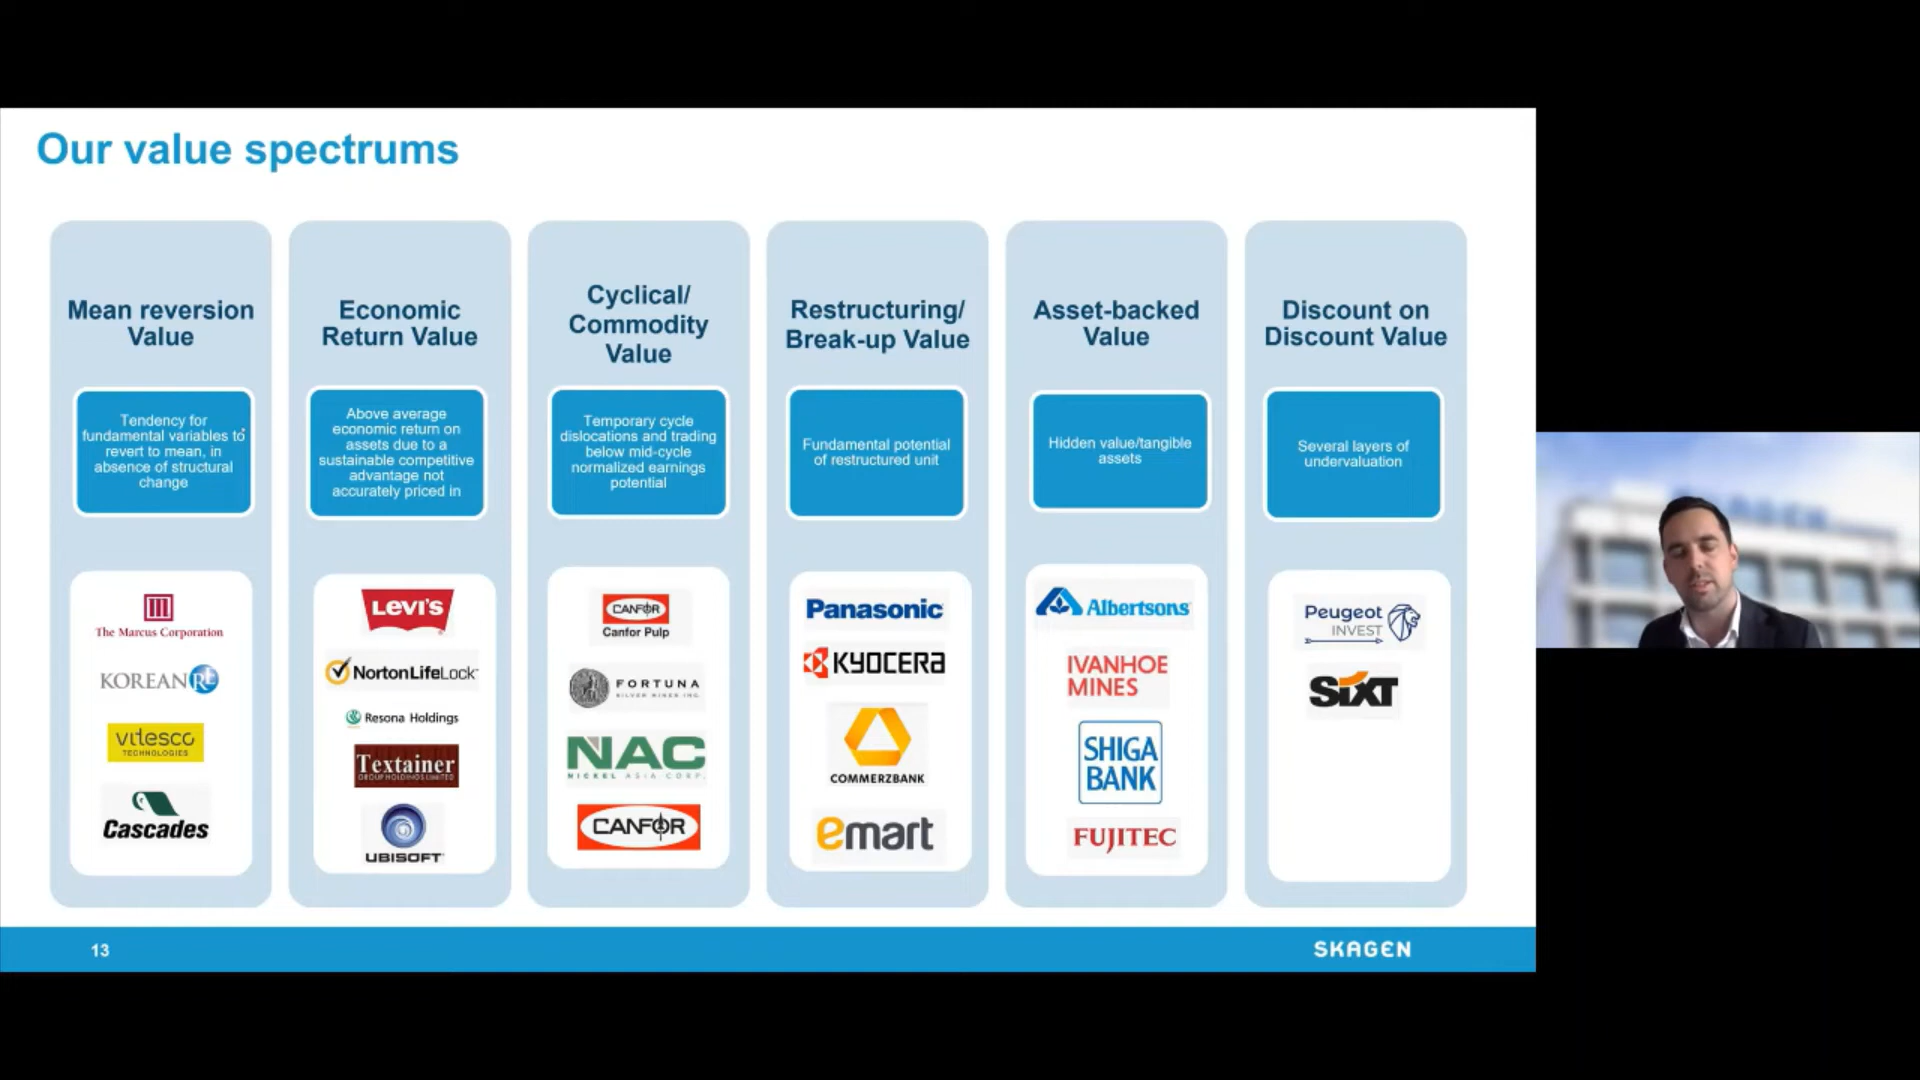 Our value spectrums
Mean reversion
Value
Tendency for
fundamental variables to
revert to mean, in
absence of structural
change
The Marcus Corporation
KOREAN RE
vitesco
TECHNOLOGIES
Cascades
Economic
Return Value
Above average
economic return on
assets due to a
sustainable competitive
advantage not
accurately priced in
LEVI'S
NortonLifeLock
Resona Holdings
Textainer
GROUP HOLDINGS LIMITED
UBISOFT
Cyclical/
Commodity
Value
Temporary cycle
dislocations and trading
below mid-cycle
normalized earnings
potential
CANFOR
Canfor Pulp
FORTUNA
SILVER MINES INC.
NAC
NICKEL ASIA CORP.
CANFOR
Restructuring/
Break-up Value
Fundamental potential
of restructured unit
Panasonic
KYOCERA
COMMERZBANK
emart
Asset-backed
Value
Hidden value/tangible
assets
Albertsons
IVANHOE
MINES
SHIGA
BANK
FUJITEC
Discount on
Discount Value
Several layers of
undervaluation
Peugeot
INVEST
SIXT
13
SKAGEN